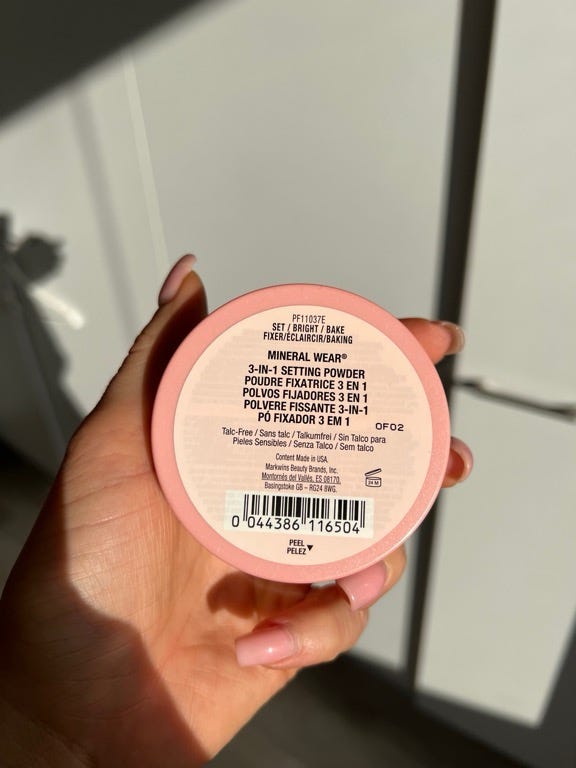 PF11037E
SET / BRIGHT / BAKE
FIXER/ÉCLAIRCIR/BAKING
MINERAL WEAR®
3-IN-1 SETTING POWDER
POUDRE FIXATRICE 3 EN 1
POLVOS FIJADORES 3 EN 1
POLVERE FISSANTE 3-IN-1
PÓ FIXADOR 3 EM 1
OF02
Talc-Free / Sans talc / Talkumfrei / Sin Talco para
Pieles Sensibles / Senza Talco / Sem talco
Content Made in USA.
Markwins Beauty Brands, Inc.
Montornés del Vallés, ES 08170.
Basingstoke GB – RG24 8WG.
24 M
0 044386 116504
PEEL
PELEZ